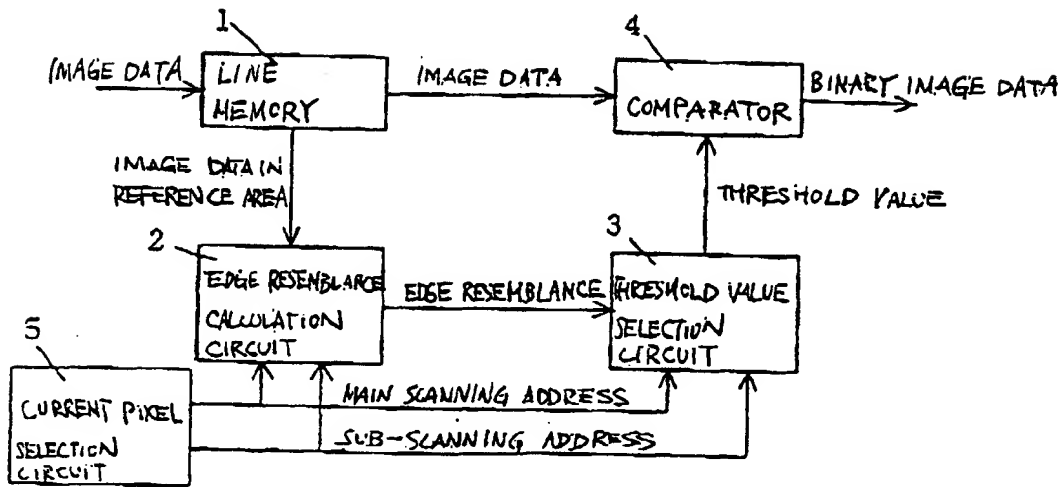 1
4
IMAGE DATA
LINE
MEMORY
IMAGE DATA
COMPARATOR
BINARY IMAGE DATA
IMAGE DATA IN
REFERENCE AREA
THRESHOLD VALUE
2
3
EDGE RESEMBLANCE
CALCULATION
CIRCUIT
EDGE RESEMBLANCE
THRESHOLD VALUE
SELECTION
CIRCUIT
5
CURRENT PIXEL
SELECTION
CIRCUIT
MAIN SCANNING ADDRESS
SUB-SCANNING ADDRESS